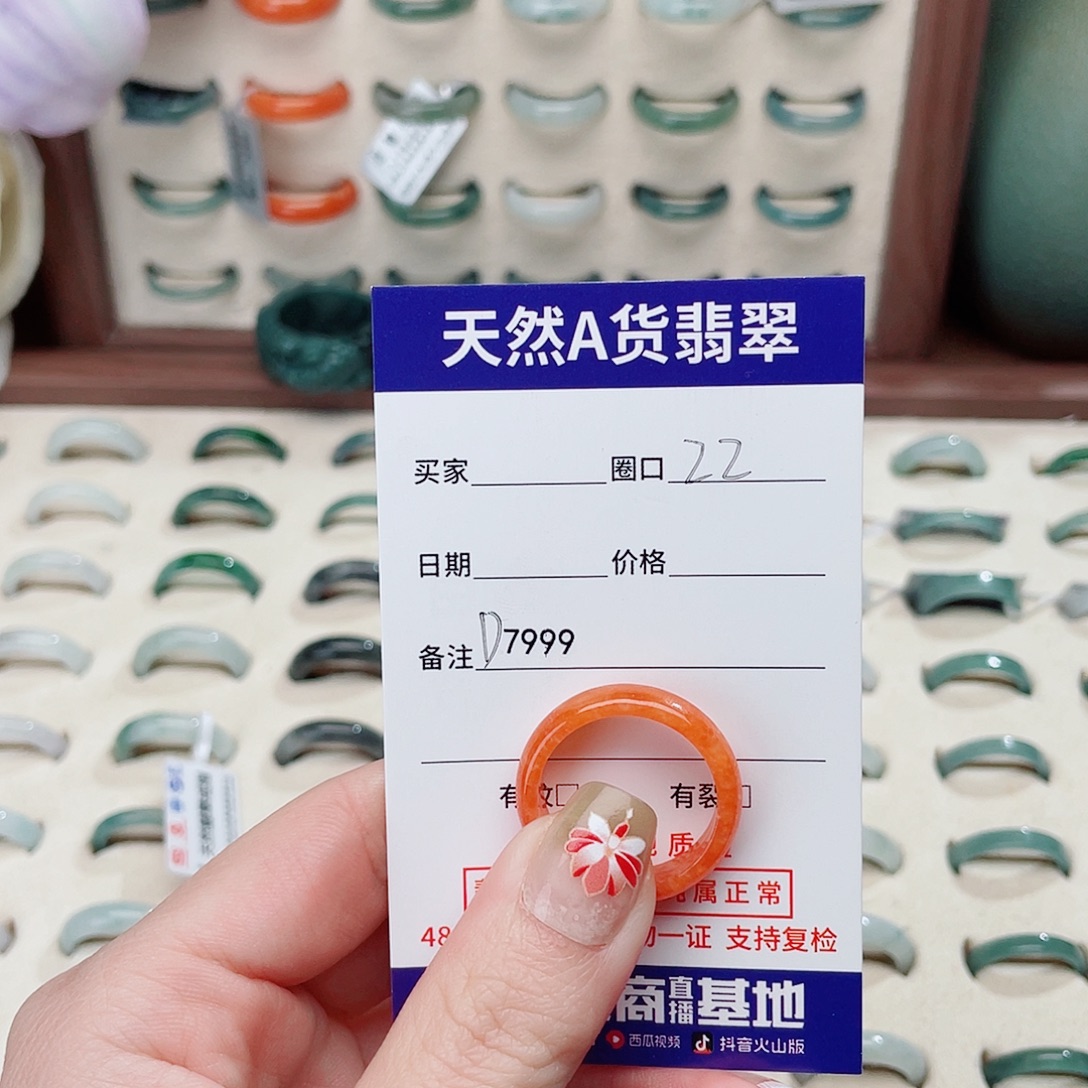 天然A货翡翠
买家 圈口 22
日期 价格
备注 D7999
有纹□ 有裂□
质
属正常
48 一证 支持复检
商直播基地
西瓜视频 抖音火山版